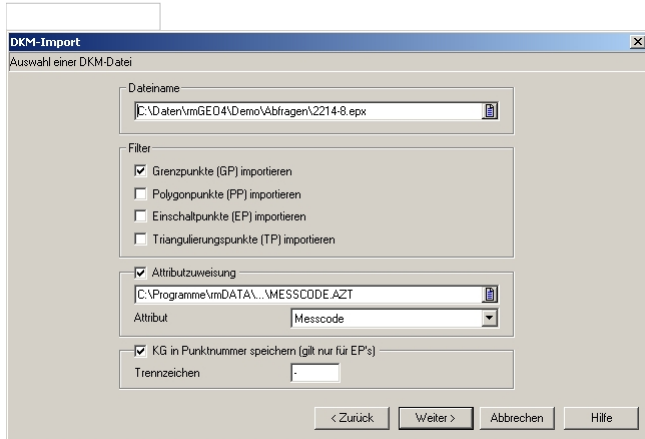 DKM-Import
Auswahl einer DKM-Datei
Dateiname
C:\Daten\rmGEO4\Demo\Abfragen\2214-8.epx
Filter
Grenzpunkte (GP) importieren
Polygonpunkte (PP) importieren
Einschaltpunkte (EP) importieren
Triangulierungspunkte (TP) importieren
Attributzuweisung
C:\Programme\rmDATA\...\MESSCODE.AZT
Attribut Messcode
KG in Punktnummer speichern (gilt nur für EP's)
Trennzeichen -
< Zurück Weiter > Abbrechen Hilfe